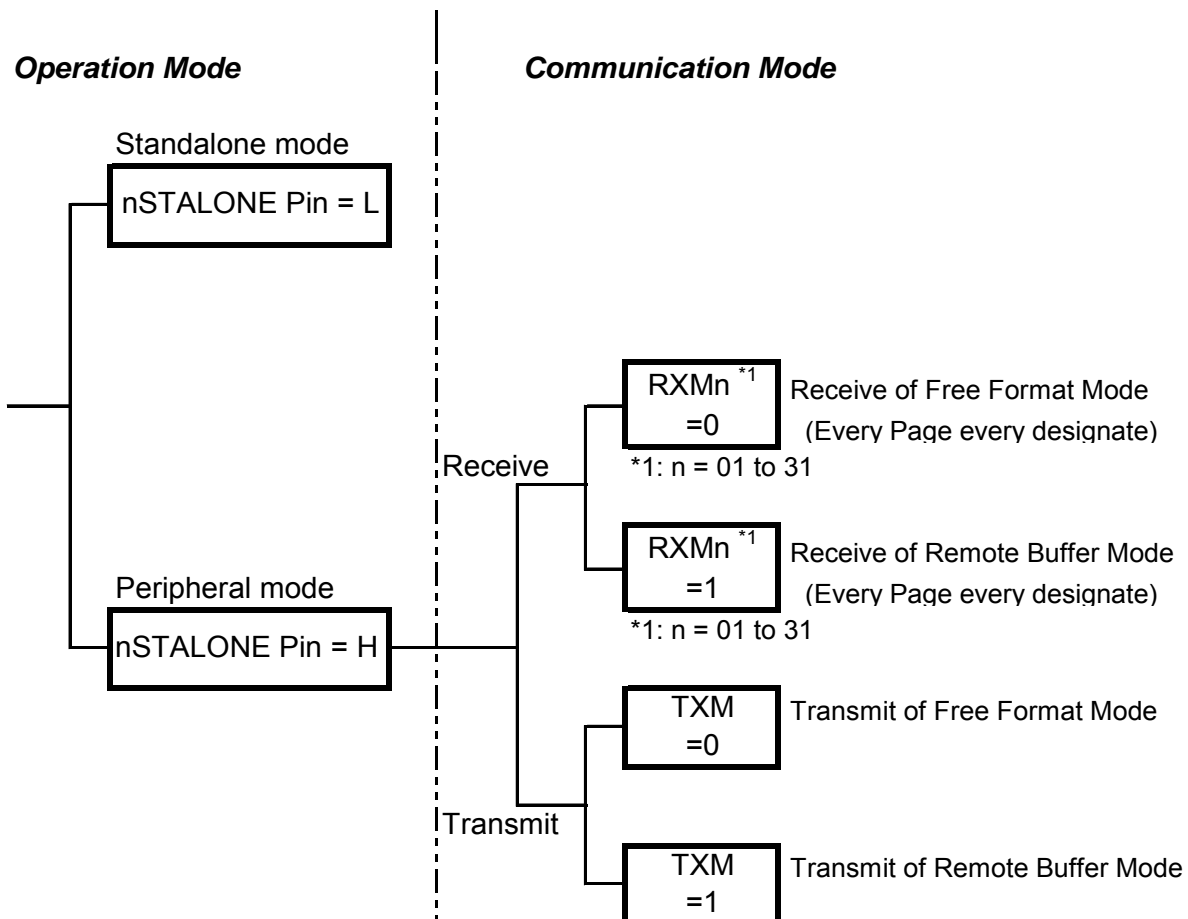 Operation Mode
Communication Mode
Standalone mode
nSTALONE Pin = L
RXMn *1
=0
Receive of Free Format Mode
(Every Page every designate)
*1: n = 01 to 31
Receive
RXMn *1
=1
Receive of Remote Buffer Mode
(Every Page every designate)
*1: n = 01 to 31
Peripheral mode
nSTALONE Pin = H
TXM
=0
Transmit of Free Format Mode
Transmit
TXM
=1
Transmit of Remote Buffer Mode